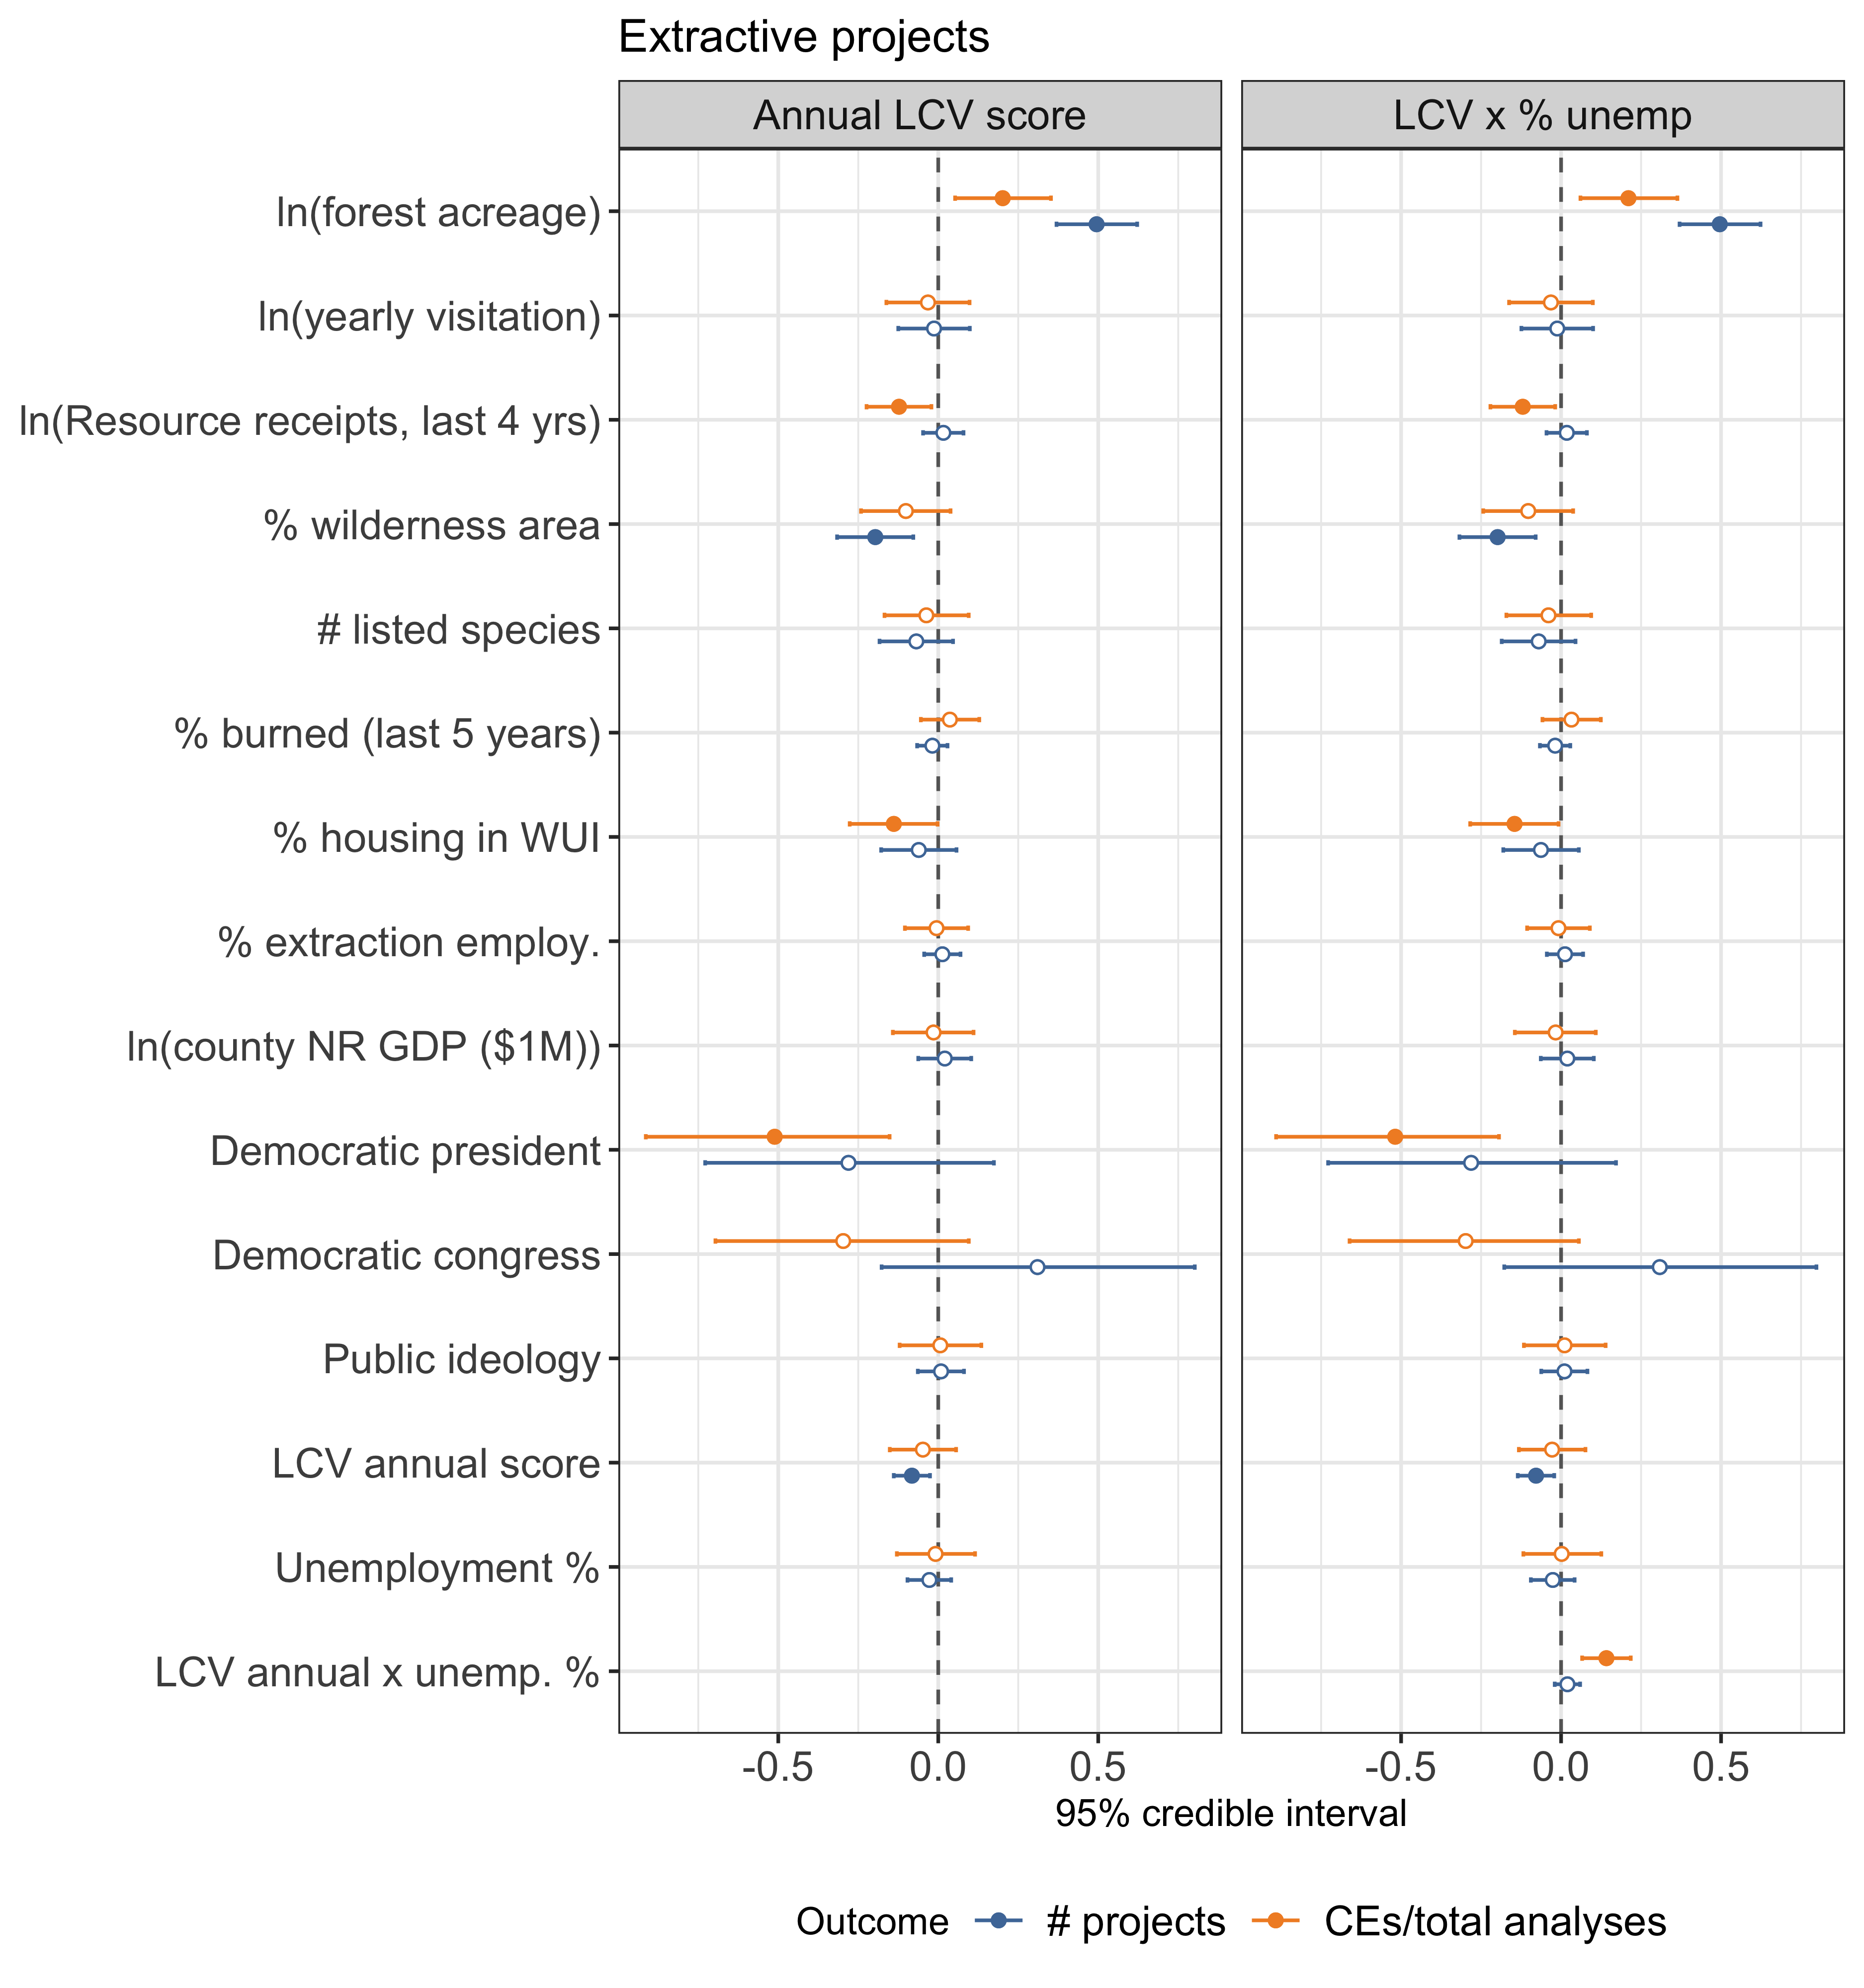 Extractive projects
Annual LCV score
LCV x % unemp
ln(forest acreage)
ln(yearly visitation)
ln(Resource receipts, last 4 yrs)
% wilderness area
# listed species
% burned (last 5 years)
% housing in WUI
% extraction employ.
ln(county NR GDP ($1M))
Democratic president
Democratic congress
Public ideology
LCV annual score
Unemployment %
LCV annual x unemp. %
-0.5 0.0 0.5
-0.5 0.0 0.5
95% credible interval
Outcome # projects CEs/total analyses